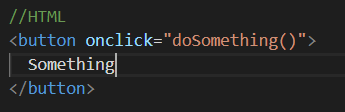 //HTML
<button onclick="doSomething()">
  Something
</button>